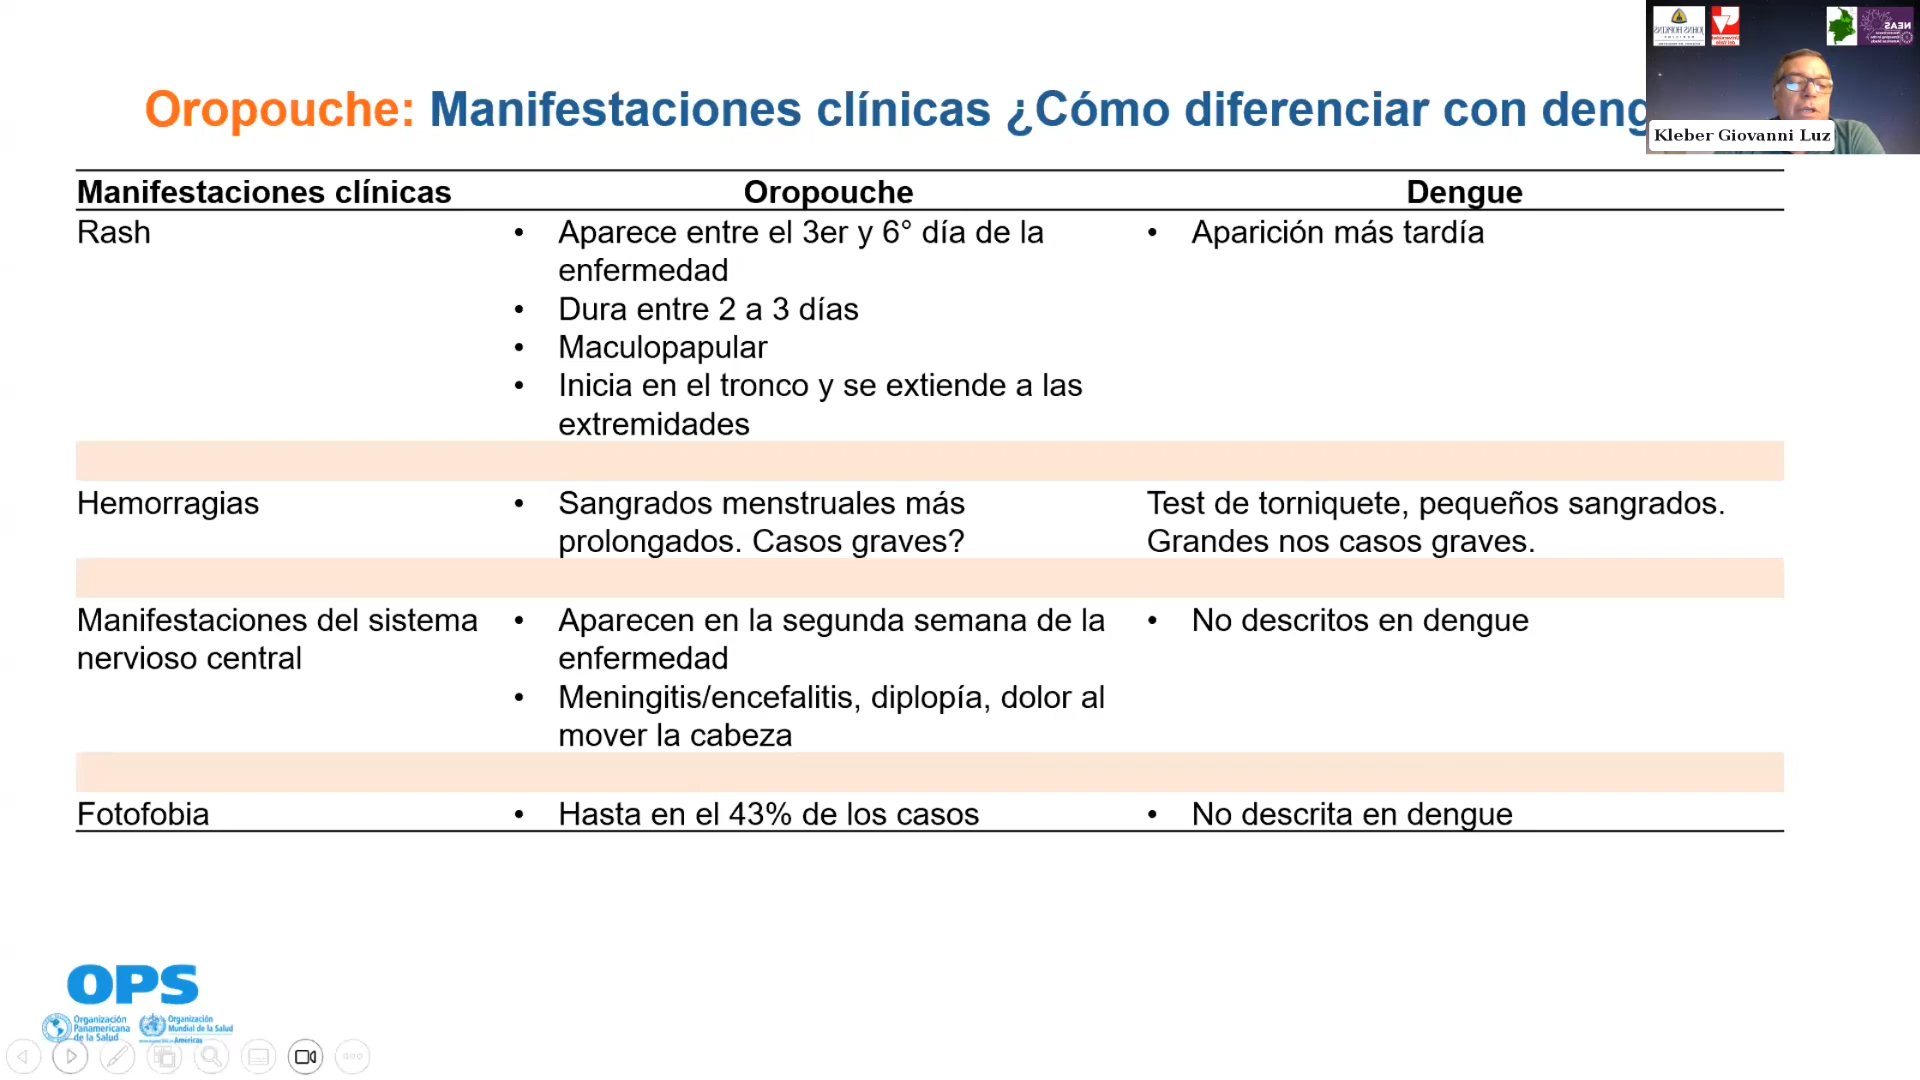 Oropouche: Manifestaciones clínicas ¿Cómo diferenciar con deng
Kleber Giovanni Luz
JOHNS HOPKINS
MEDICINE
NEAS
Manifestaciones clínicas Oropouche Dengue
Rash • Aparece entre el 3er y 6° día de la • Aparición más tardía
enfermedad
• Dura entre 2 a 3 días
• Maculopapular
• Inicia en el tronco y se extiende a las
extremidades
Hemorragias • Sangrados menstruales más Test de torniquete, pequeños sangrados.
prolongados. Casos graves? Grandes nos casos graves.
Manifestaciones del sistema • Aparecen en la segunda semana de la • No descritos en dengue
nervioso central enfermedad
• Meningitis/encefalitis, diplopía, dolor al
mover la cabeza
Fotofobia • Hasta en el 43% de los casos • No descrita en dengue
OPS
Organización Organización
Panamericana Mundial de la Salud
de la Salud Américas